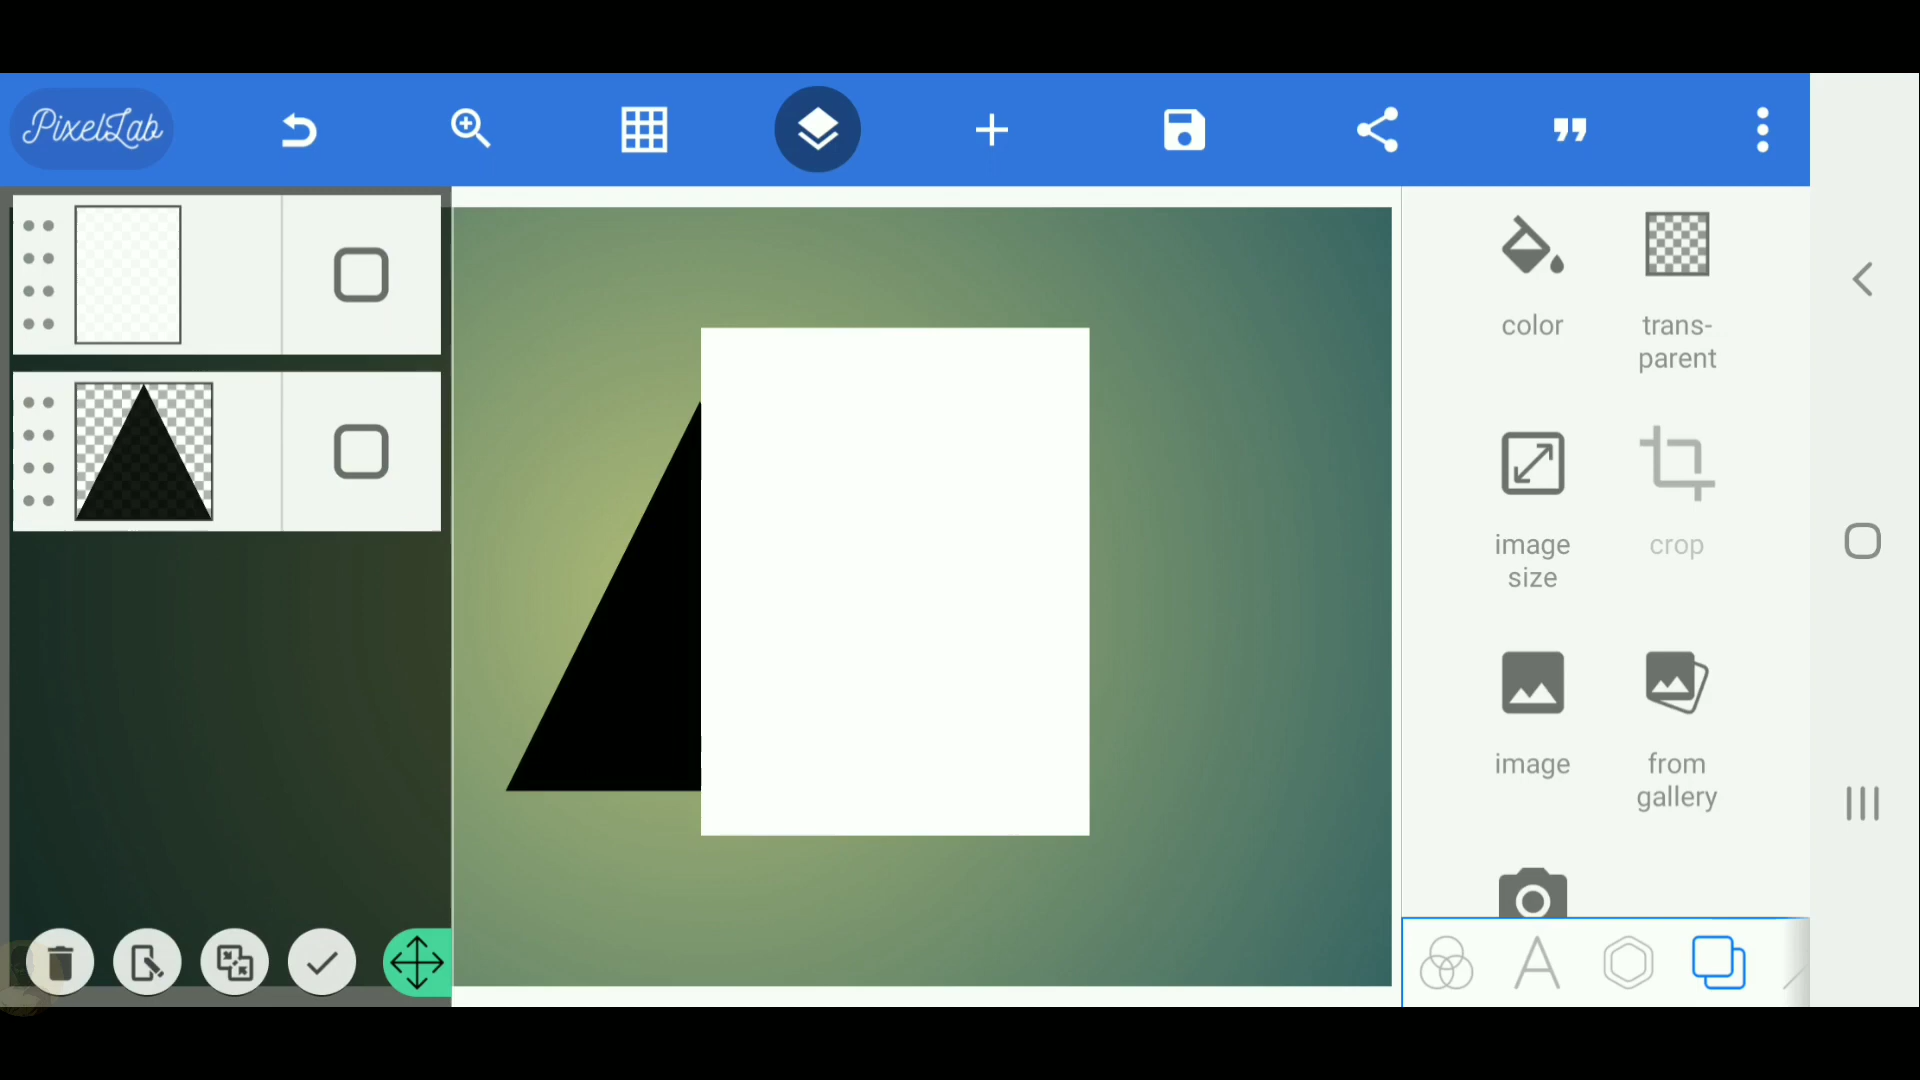 PixelLab
color
trans-
parent
image
size
crop
image
from
gallery